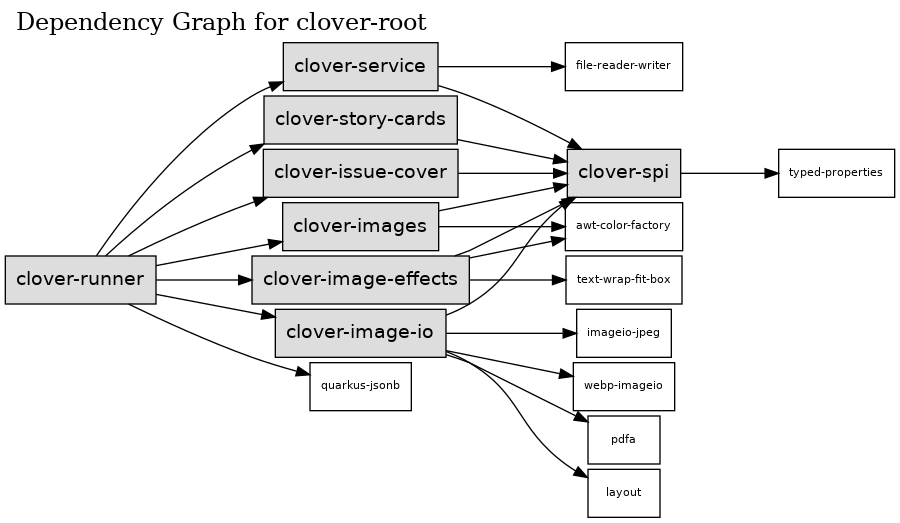 Dependency Graph for clover-root
clover-service
file-reader-writer
clover-story-cards
clover-issue-cover
clover-spi
typed-properties
clover-images
awt-color-factory
clover-runner
clover-image-effects
text-wrap-fit-box
clover-image-io
imageio-jpeg
quarkus-jsonb
webp-imageio
pdfa
layout